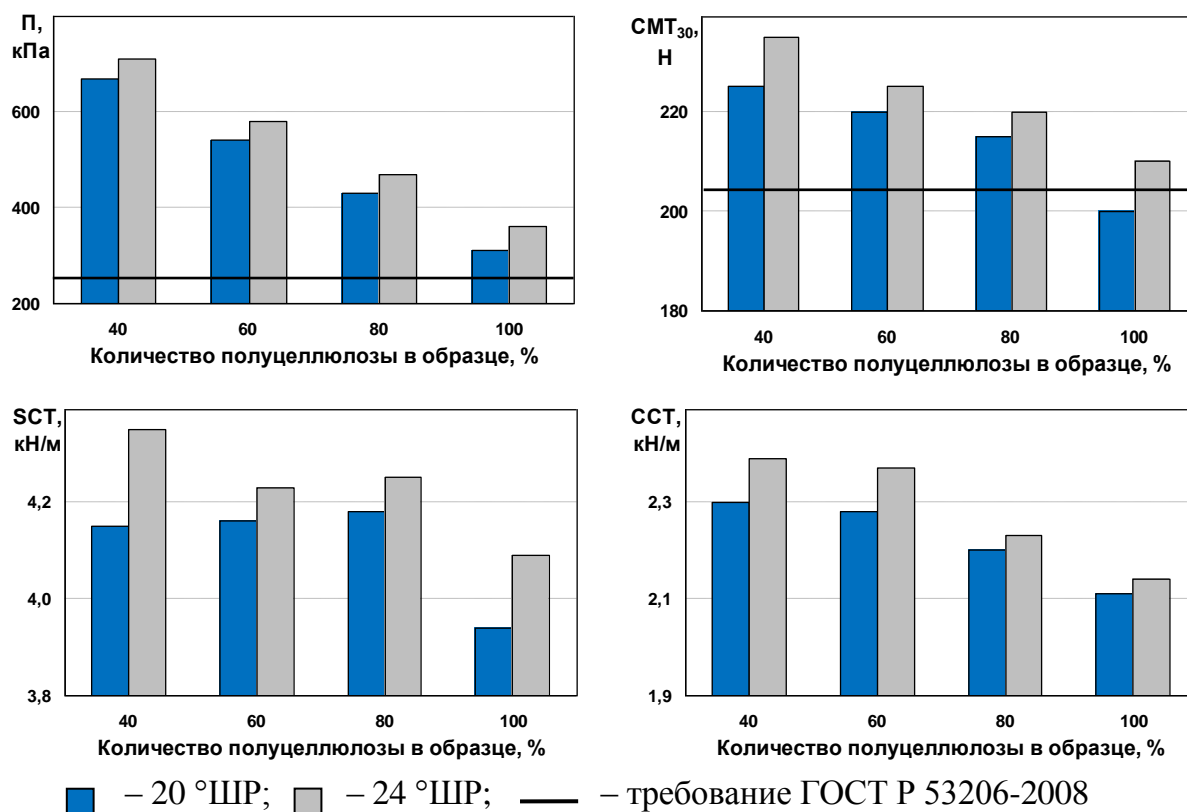 П,
кПа
600
400
200
40 60 80 100
Количество полуцеллюлозы в образце, %
CMT30,
Н
220
200
180
40 60 80 100
Количество полуцеллюлозы в образце, %
SCT,
кН/м
4,2
4,0
3,8
40 60 80 100
Количество полуцеллюлозы в образце, %
ССТ,
кН/м
2,3
2,1
1,9
40 60 80 100
Количество полуцеллюлозы в образце, %
– 20 °ШР; – 24 °ШР; – требование ГОСТ Р 53206-2008